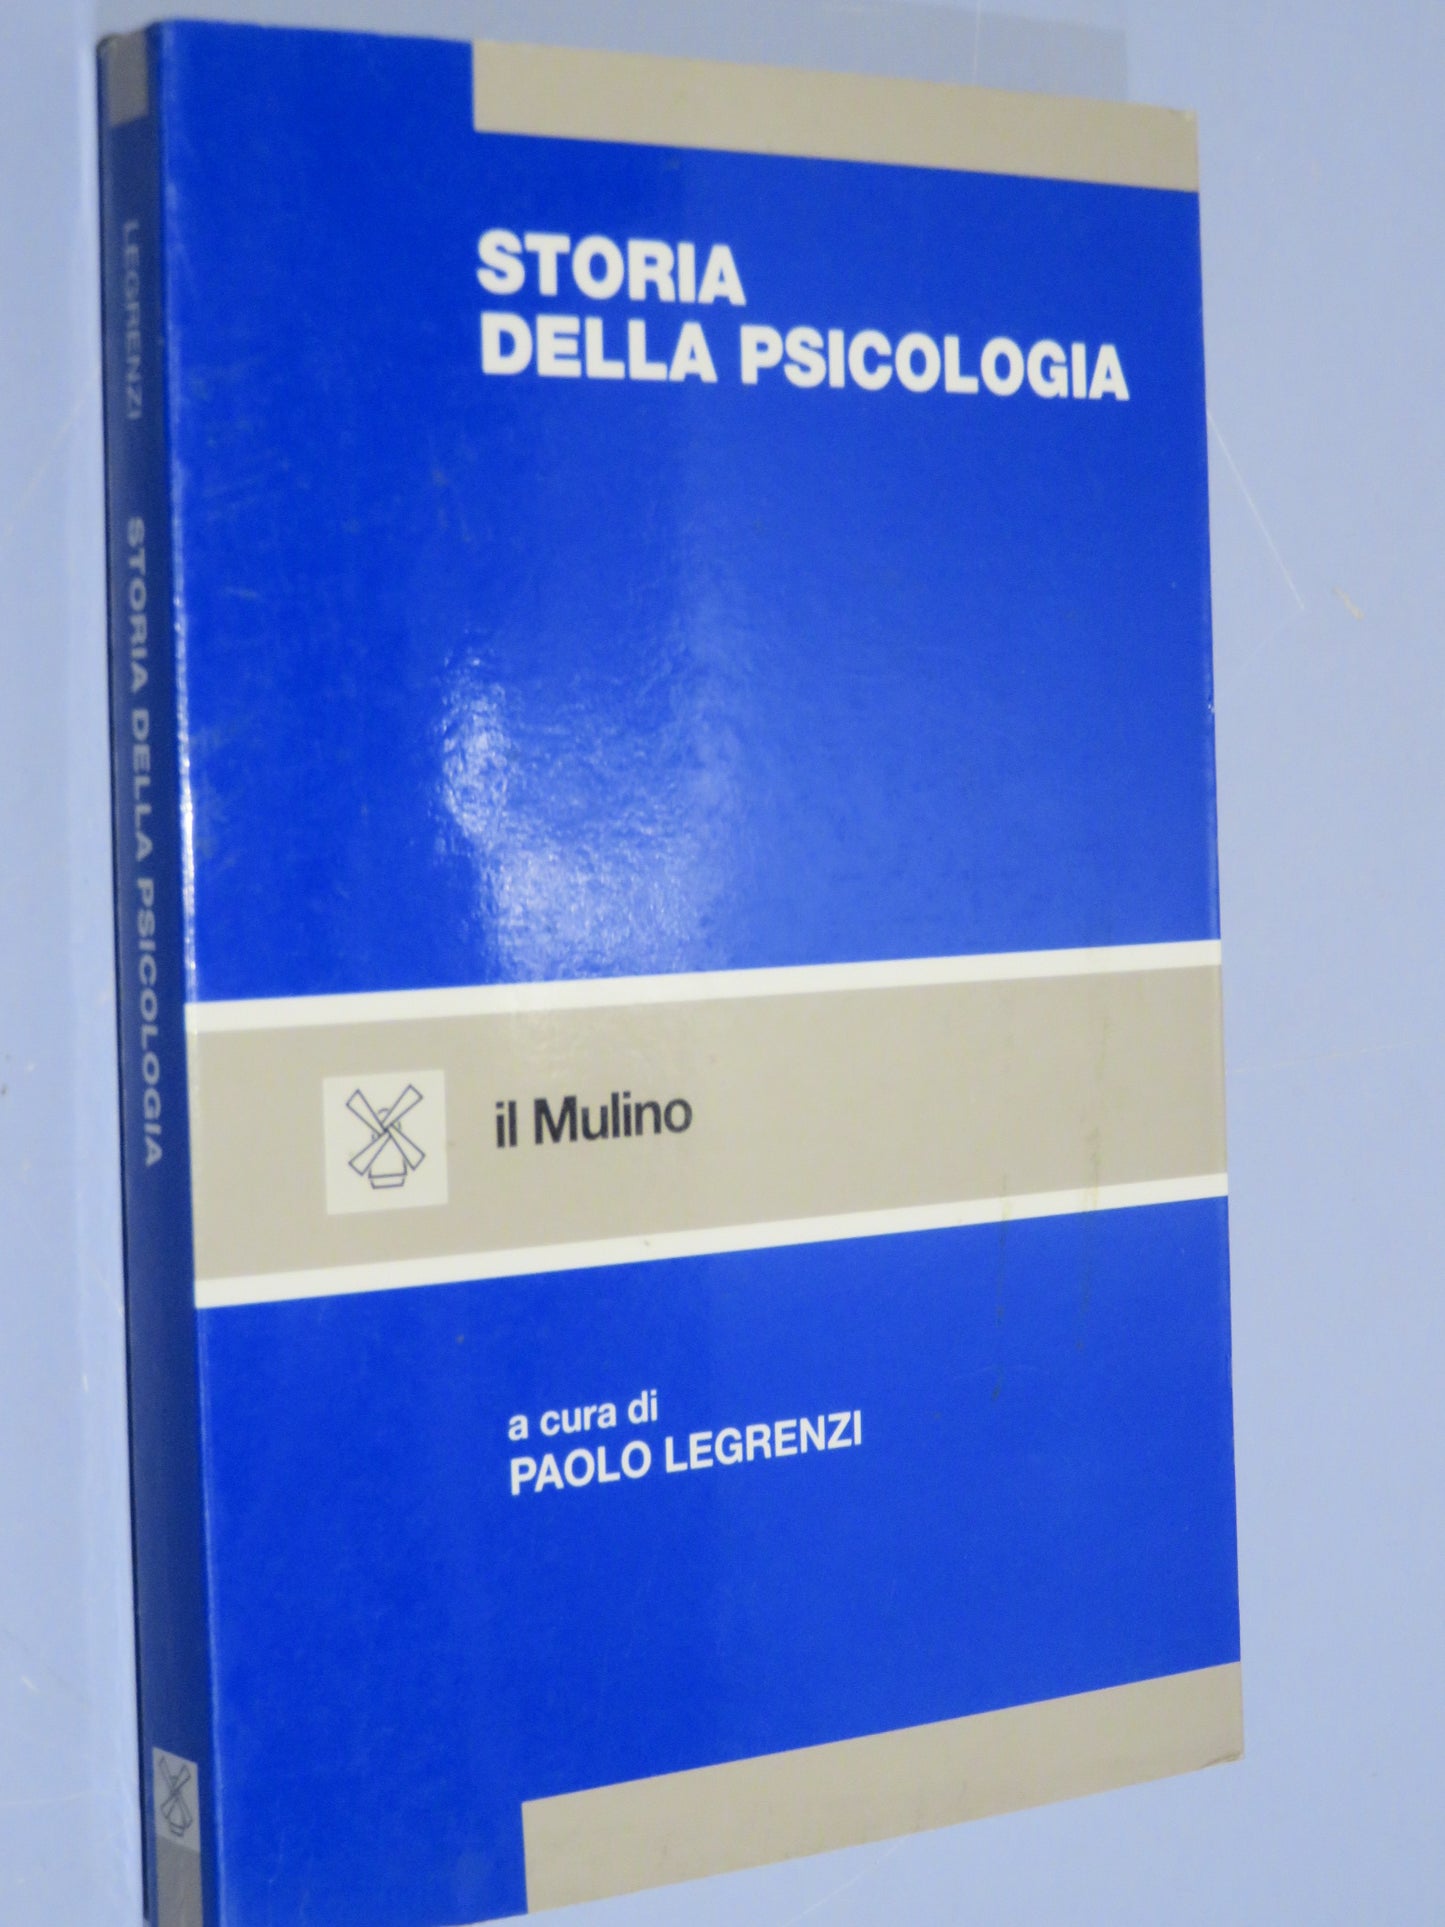 STORIA
DELLA PSICOLOGIA
il Mulino
a cura di
PAOLO LEGRENZI
LEGRENZI STORIA DELLA PSICOLOGIA